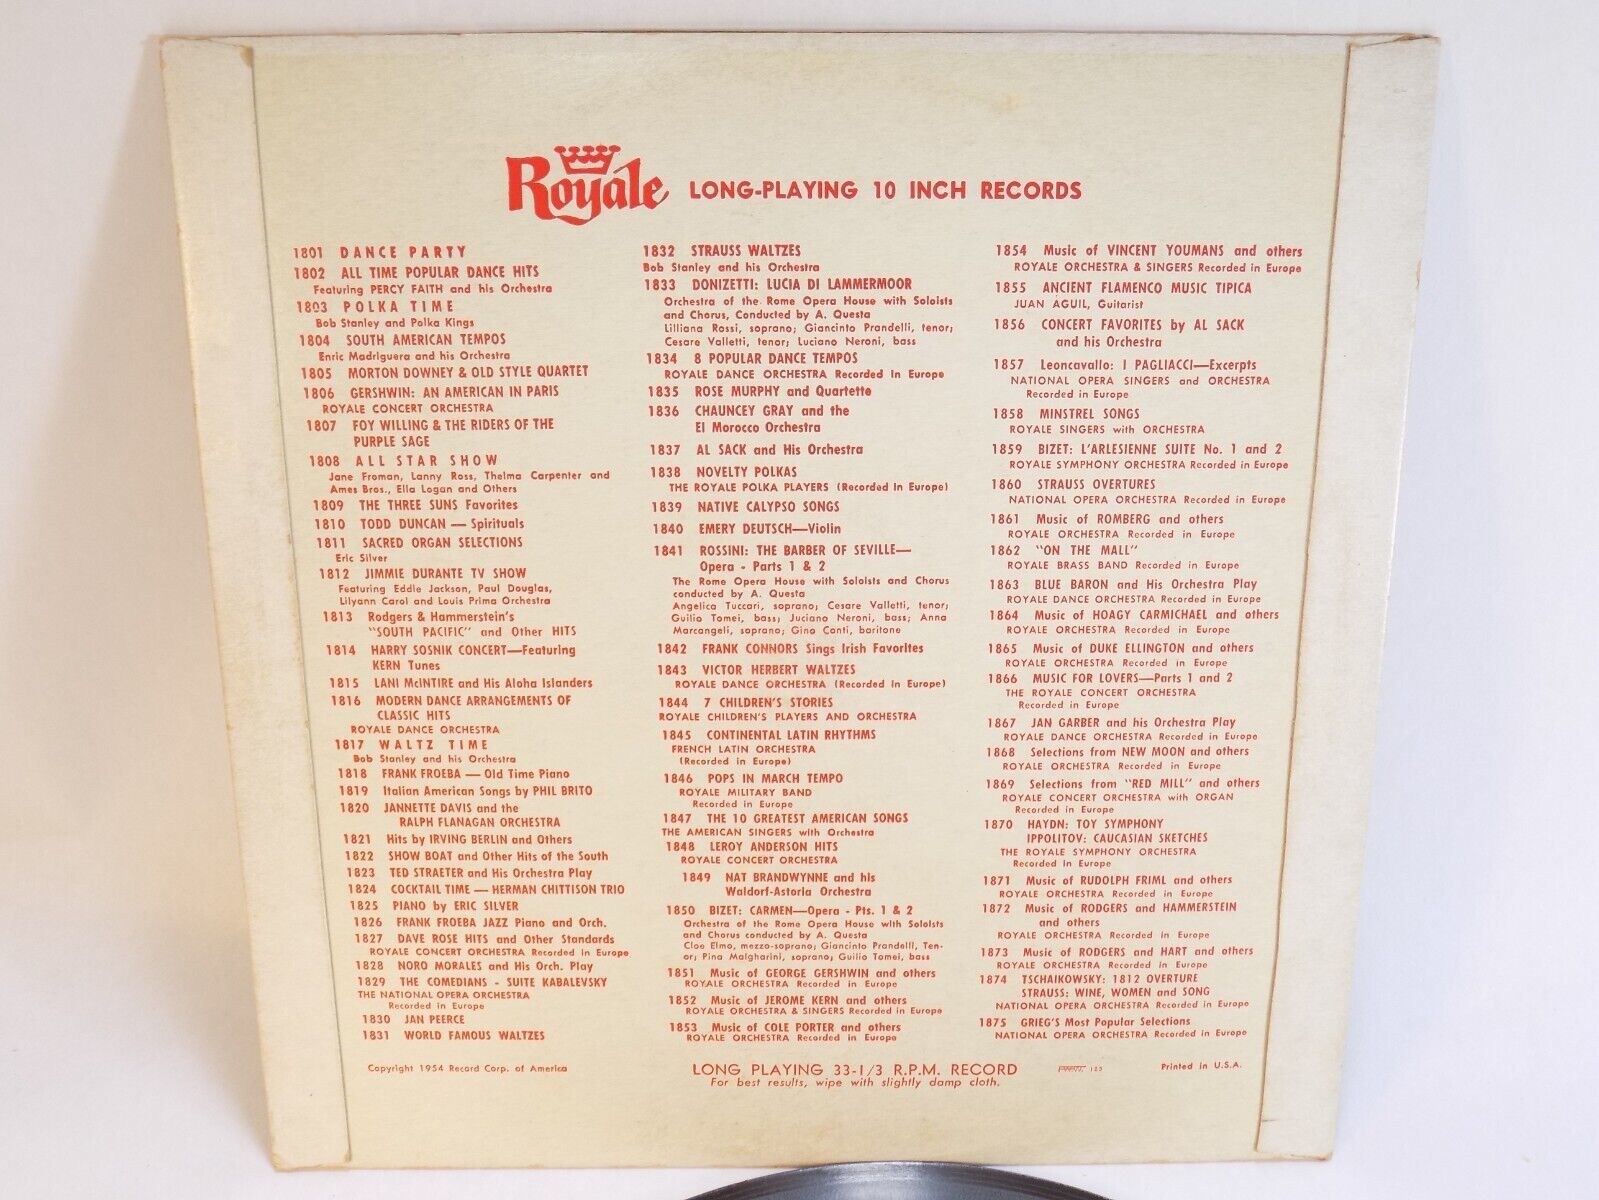 Royale LONG-PLAYING 10 INCH RECORDS
1801 DANCE PARTY
1802 ALL TIME POPULAR DANCE HITS
Featuring PERCY FAITH and his Orchestra
1803 POLKA TIME
Bob Stanley and Polka Kings
1804 SOUTH AMERICAN TEMPOS
Enric Madriguera and his Orchestra
1805 MORTON DOWNEY & OLD STYLE QUARTET
1806 GERSHWIN: AN AMERICAN IN PARIS
ROYALE CONCERT ORCHESTRA
1807 FOY WILLING & THE RIDERS OF THE
PURPLE SAGE
1808 ALL STAR SHOW
Jane Froman, Lanny Ross, Thelma Carpenter and
Ames Bros., Ella Logan and Others
1809 THE THREE SUNS Favorites
1810 TODD DUNCAN — Spirituals
1811 SACRED ORGAN SELECTIONS
Eric Silver
1812 JIMMIE DURANTE TV SHOW
Featuring Eddie Jackson, Paul Douglas,
Lilyann Carol and Louis Prima Orchestra
1813 Rodgers & Hammerstein's
"SOUTH PACIFIC" and Other HITS
1814 HARRY SOSNIK CONCERT—Featuring
KERN Tunes
1815 LANI McINTIRE and His Aloha Islanders
1816 MODERN DANCE ARRANGEMENTS OF
CLASSIC HITS
ROYALE DANCE ORCHESTRA
1817 WALTZ TIME
Bob Stanley and his Orchestra
1818 FRANK FROEBA — Old Time Piano
1819 Italian American Songs by PHIL BRITO
1820 JANNETTE DAVIS and the
RALPH FLANAGAN ORCHESTRA
1821 Hits by IRVING BERLIN and Others
1822 SHOW BOAT and Other Hits of the South
1823 TED STRAETER and His Orchestra Play
1824 COCKTAIL TIME — HERMAN CHITTISON TRIO
1825 PIANO by ERIC SILVER
1826 FRANK FROEBA JAZZ Piano and Orch.
1827 DAVE ROSE HITS and Other Standards
ROYALE CONCERT ORCHESTRA Recorded in Europe
1828 NORO MORALES and His Orch. Play
1829 THE COMEDIANS - SUITE KABALEVSKY
THE NATIONAL OPERA ORCHESTRA
Recorded in Europe
1830 JAN PEERCE
1831 WORLD FAMOUS WALTZES
1832 STRAUSS WALTZES
Bob Stanley and his Orchestra
1833 DONIZETTI: LUCIA DI LAMMERMOOR
Orchestra of the Rome Opera House with Soloists
and Chorus, Conducted by A. Questa
Lilliana Rossi, soprano; Giancinto Prandelli, tenor;
Cesare Valletti, tenor; Luciano Neroni, bass
1834 8 POPULAR DANCE TEMPOS
ROYALE DANCE ORCHESTRA Recorded in Europe
1835 ROSE MURPHY and Quartette
1836 CHAUNCEY GRAY and the
El Morocco Orchestra
1837 AL SACK and His Orchestra
1838 NOVELTY POLKAS
THE ROYALE POLKA PLAYERS (Recorded In Europe)
1839 NATIVE CALYPSO SONGS
1840 EMERY DEUTSCH—Violin
1841 ROSSINI: THE BARBER OF SEVILLE—
Opera - Parts 1 & 2
The Rome Opera House with Soloists and Chorus
conducted by A. Questa
Angelica Tuccari, soprano; Cesare Valletti, tenor;
Guilio Tomei, bass; Juciano Neroni, bass; Anna
Marcangeli, soprano; Gino Conti, baritone
1842 FRANK CONNORS Sings Irish Favorites
1843 VICTOR HERBERT WALTZES
ROYALE DANCE ORCHESTRA (Recorded In Europe)
1844 7 CHILDREN'S STORIES
ROYALE CHILDREN'S PLAYERS AND ORCHESTRA
1845 CONTINENTAL LATIN RHYTHMS
FRENCH LATIN ORCHESTRA
(Recorded in Europe)
1846 POPS IN MARCH TEMPO
ROYALE MILITARY BAND
Recorded in Europe
1847 THE 10 GREATEST AMERICAN SONGS
THE AMERICAN SINGERS with Orchestra
1848 LEROY ANDERSON HITS
ROYALE CONCERT ORCHESTRA
1849 NAT BRANDWYNNE and his
Waldorf-Astoria Orchestra
1850 BIZET: CARMEN—Opera - Pts. 1 & 2
Orchestra of the Rome Opera House with Soloists
and Chorus conducted by A. Questa
Cloe Elmo, mezzo-soprano; Giancinto Prandelli, Ten-
or; Pina Malgharini, soprano; Guilio Tomei, bass
1851 Music of GEORGE GERSHWIN and others
ROYALE ORCHESTRA Recorded in Europe
1852 Music of JEROME KERN and others
ROYALE ORCHESTRA & SINGERS Recorded in Europe
1853 Music of COLE PORTER and others
ROYALE ORCHESTRA Recorded in Europe
1854 Music of VINCENT YOUMANS and others
ROYALE ORCHESTRA & SINGERS Recorded in Europe
1855 ANCIENT FLAMENCO MUSIC TIPICA
JUAN AGUIL, Guitarist
1856 CONCERT FAVORITES by AL SACK
and his Orchestra
1857 Leoncavallo: I PAGLIACCI—Excerpts
NATIONAL OPERA SINGERS and ORCHESTRA
Recorded in Europe
1858 MINSTREL SONGS
ROYALE SINGERS with ORCHESTRA
1859 BIZET: L'ARLESIENNE SUITE No. 1 and 2
ROYALE SYMPHONY ORCHESTRA Recorded in Europe
1860 STRAUSS OVERTURES
NATIONAL OPERA ORCHESTRA Recorded in Europe
1861 Music of ROMBERG and others
ROYALE ORCHESTRA Recorded in Europe
1862 "ON THE MALL"
ROYALE BRASS BAND Recorded in Europe
1863 BLUE BARON and His Orchestra Play
ROYALE DANCE ORCHESTRA Recorded in Europe
1864 Music of HOAGY CARMICHAEL and others
ROYALE ORCHESTRA Recorded in Europe
1865 Music of DUKE ELLINGTON and others
ROYALE ORCHESTRA Recorded in Europe
1866 MUSIC FOR LOVERS—Parts 1 and 2
THE ROYALE CONCERT ORCHESTRA
Recorded in Europe
1867 JAN GARBER and his Orchestra Play
ROYALE DANCE ORCHESTRA Recorded in Europe
1868 Selections from NEW MOON and others
ROYALE ORCHESTRA Recorded in Europe
1869 Selections from "RED MILL" and others
ROYALE CONCERT ORCHESTRA with ORGAN
Recorded in Europe
1870 HAYDN: TOY SYMPHONY
IPPOLITOV: CAUCASIAN SKETCHES
THE ROYALE SYMPHONY ORCHESTRA
Recorded in Europe
1871 Music of RUDOLPH FRIML and others
ROYALE ORCHESTRA Recorded in Europe
1872 Music of RODGERS and HAMMERSTEIN
and others
ROYALE ORCHESTRA Recorded in Europe
1873 Music of RODGERS and HART and others
ROYALE ORCHESTRA Recorded in Europe
1874 TSCHAIKOWSKY: 1812 OVERTURE
STRAUSS: WINE, WOMEN and SONG
NATIONAL OPERA ORCHESTRA Recorded in Europe
1875 GRIEG'S Most Popular Selections
NATIONAL OPERA ORCHESTRA Recorded in Europe
Copyright 1954 Record Corp. of America
LONG PLAYING 33-1/3 R.P.M. RECORD
For best results, wipe with slightly damp cloth.
Printed in U.S.A.